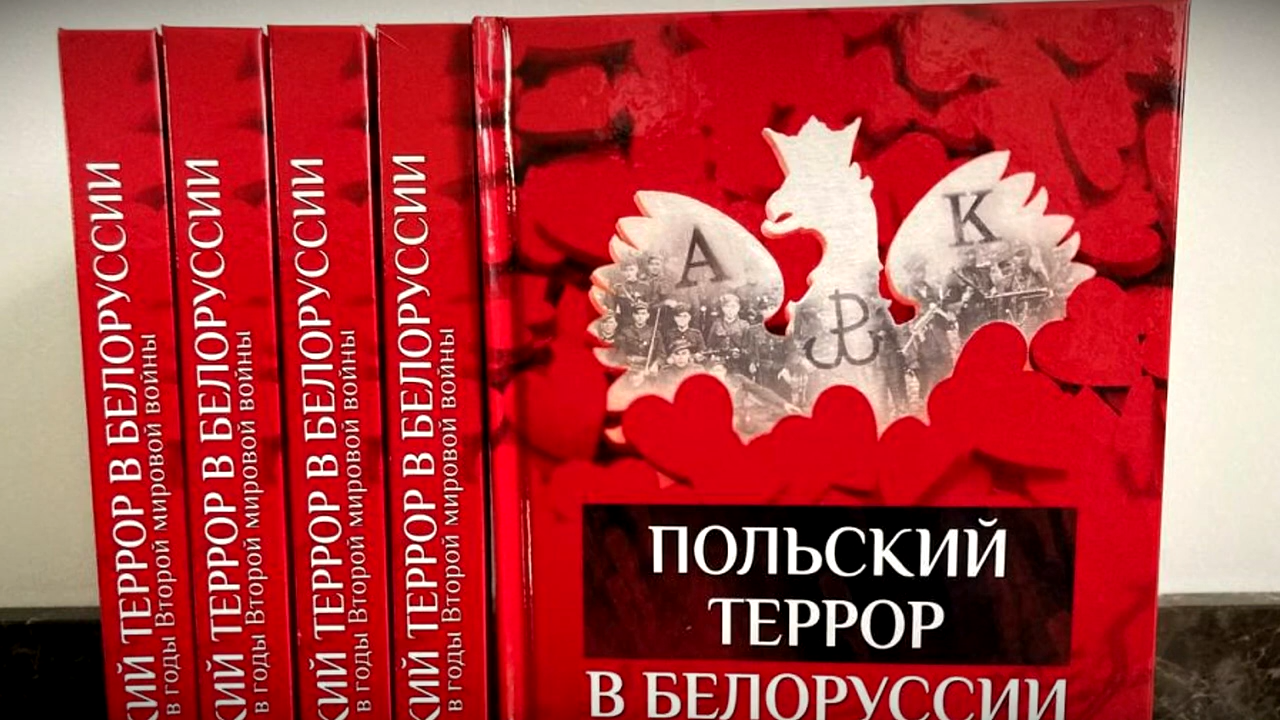 КИЙ ТЕРРОР В БЕЛОРУССИИ
в годы Второй мировой войны
КИЙ ТЕРРОР В БЕЛОРУССИИ
в годы Второй мировой войны
КИЙ ТЕРРОР В БЕЛОРУССИИ
в годы Второй мировой войны
КИЙ ТЕРРОР В БЕЛОРУССИИ
в годы Второй мировой войны
А К
ПОЛЬСКИЙ
ТЕРРОР
В БЕЛОРУССИИ